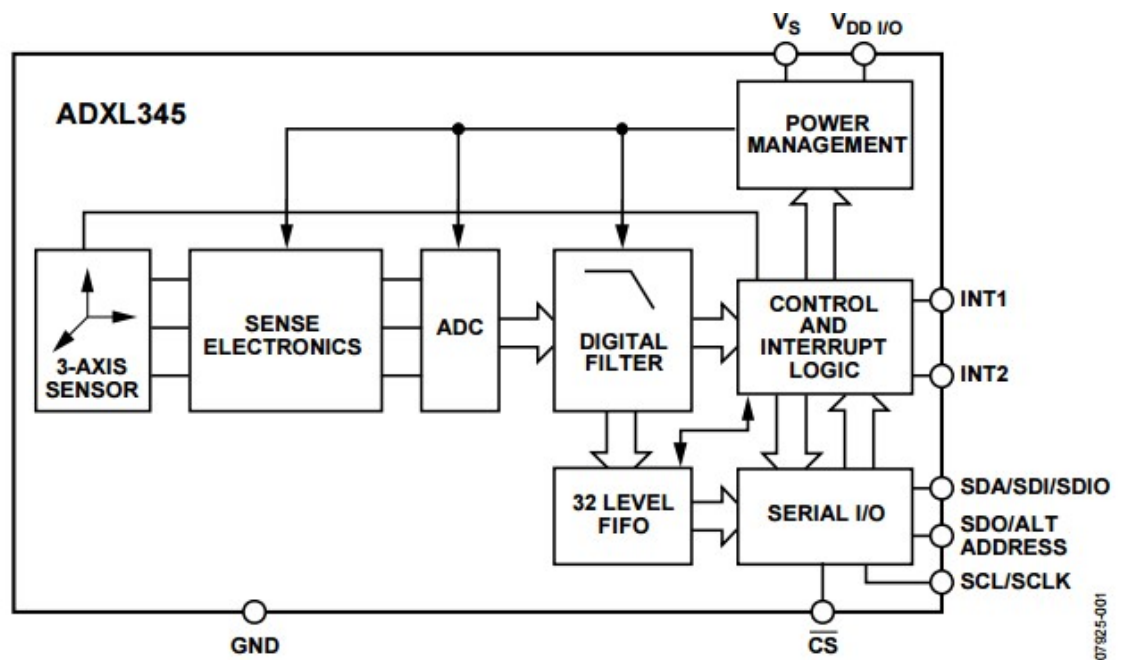 V_S
V_DD I/O
ADXL345
POWER
MANAGEMENT
3-AXIS
SENSOR
SENSE
ELECTRONICS
ADC
DIGITAL
FILTER
CONTROL
AND
INTERRUPT
LOGIC
INT1
INT2
32 LEVEL
FIFO
SERIAL I/O
SDA/SDI/SDIO
SDO/ALT
ADDRESS
SCL/SCLK
GND
C̅S̅
07925-001